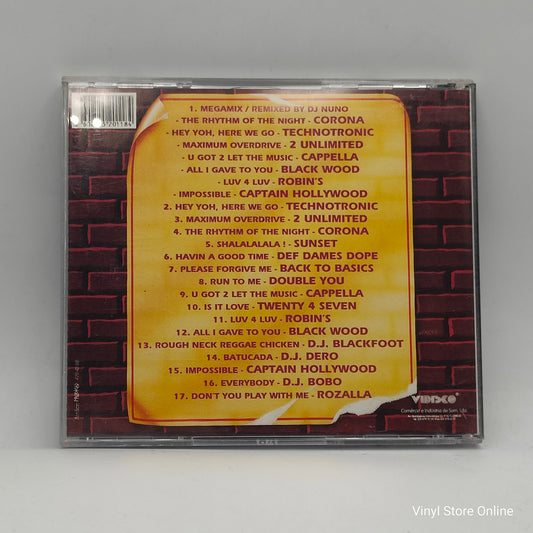 1. MEGAMIX / REMIXED BY DJ NUNO
- THE RHYTHM OF THE NIGHT - CORONA
- HEY YOH, HERE WE GO - TECHNOTRONIC
- MAXIMUM OVERDRIVE - 2 UNLIMITED
- U GOT 2 LET THE MUSIC - CAPPELLA
- ALL I GAVE TO YOU - BLACK WOOD
- LUV 4 LUV - ROBIN'S
- IMPOSSIBLE - CAPTAIN HOLLYWOOD
2. HEY YOH, HERE WE GO - TECHNOTRONIC
3. MAXIMUM OVERDRIVE - 2 UNLIMITED
4. THE RHYTHM OF THE NIGHT - CORONA
5. SHALALALALA ! - SUNSET
6. HAVIN A GOOD TIME - DEF DAMES DOPE
7. PLEASE FORGIVE ME - BACK TO BASICS
8. RUN TO ME - DOUBLE YOU
9. U GOT 2 LET THE MUSIC - CAPPELLA
10. IS IT LOVE - TWENTY 4 SEVEN
11. LUV 4 LUV - ROBIN'S
12. ALL I GAVE TO YOU - BLACK WOOD
13. ROUGH NECK REGGAE CHICKEN - D.J. BLACKFOOT
14. BATUCADA - D.J. DERO
15. IMPOSSIBLE - CAPTAIN HOLLYWOOD
16. EVERYBODY - D.J. BOBO
17. DON'T YOU PLAY WITH ME - ROZALLA
VIDISCO
Comércio e Indústria de Som, Lda.
Vinyl Store Online